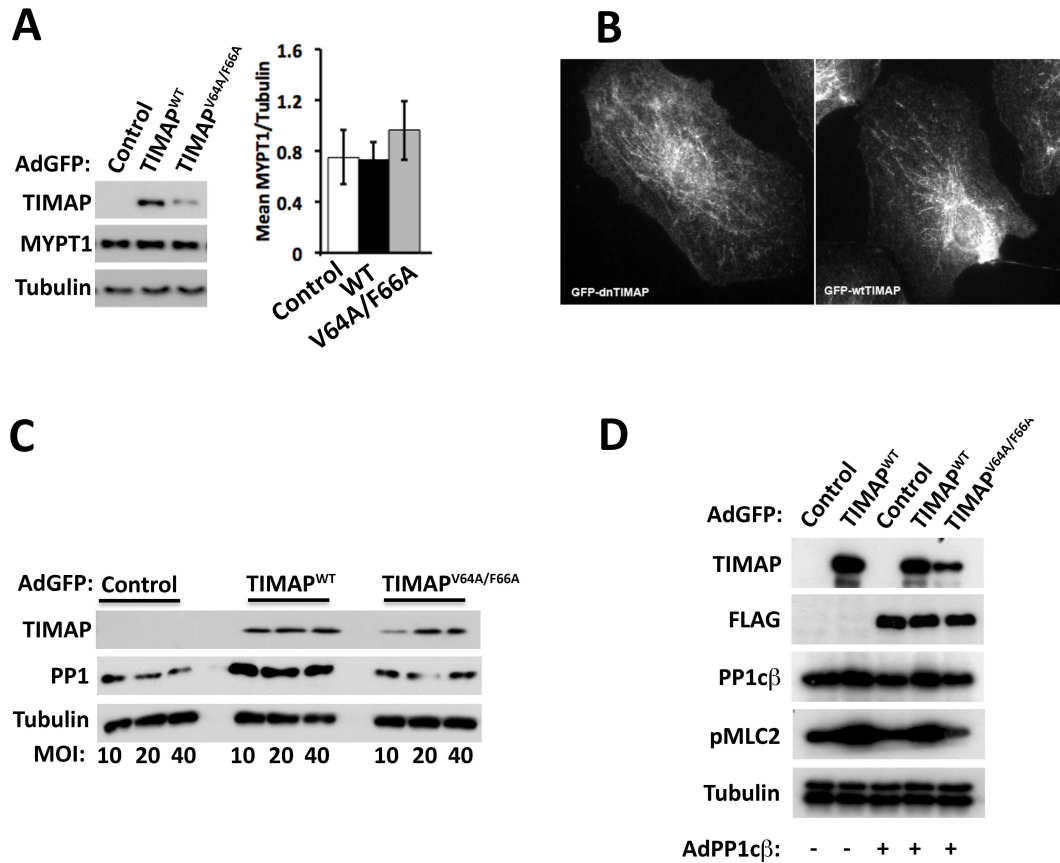 A
AdGFP: Control TIMAPWT TIMAPV64A/F66A
TIMAP
MYPT1
Tubulin
Mean MYPT1/Tubulin
1.6
1.2
0.8
0.4
0
Control
WT
V64A/F66A
B
GFP-dnTIMAP
GFP-wtTIMAP
C
AdGFP: Control TIMAPWT TIMAPV64A/F66A
TIMAP
PP1
Tubulin
MOI: 10 20 40 10 20 40 10 20 40
D
AdGFP: Control TIMAPWT Control TIMAPWT TIMAPV64A/F66A
TIMAP
FLAG
PP1cβ
pMLC2
Tubulin
AdPP1cβ: - - + + +